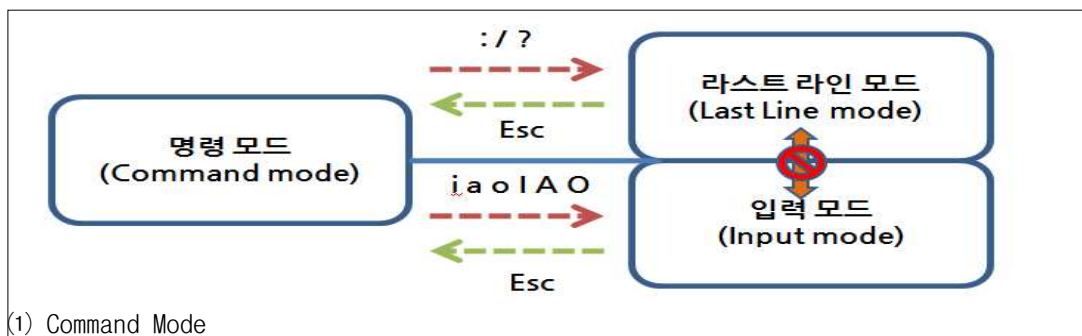 : / ?
라스트 라인 모드
(Last Line mode)
Esc
명령 모드
(Command mode)
i a o I A O
입력 모드
(Input mode)
Esc
(1) Command Mode